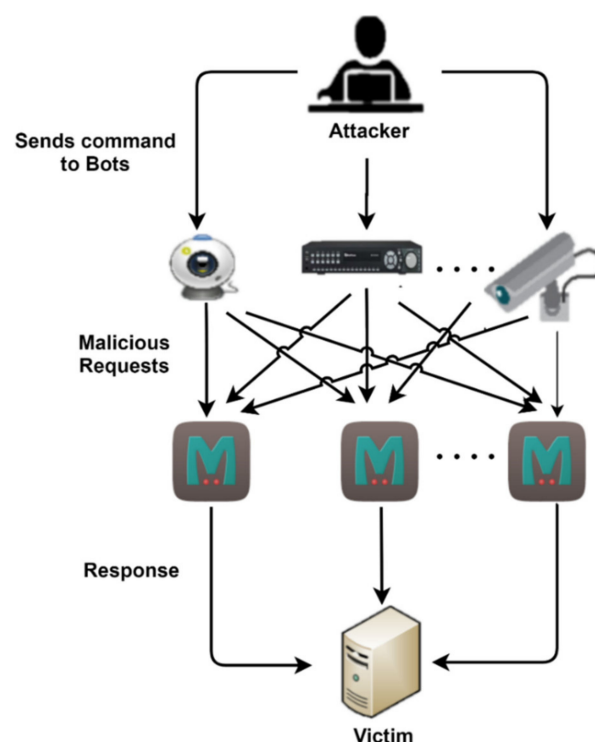 Attacker
Sends command
to Bots
Malicious
Requests
M
M
M
Response
Victim